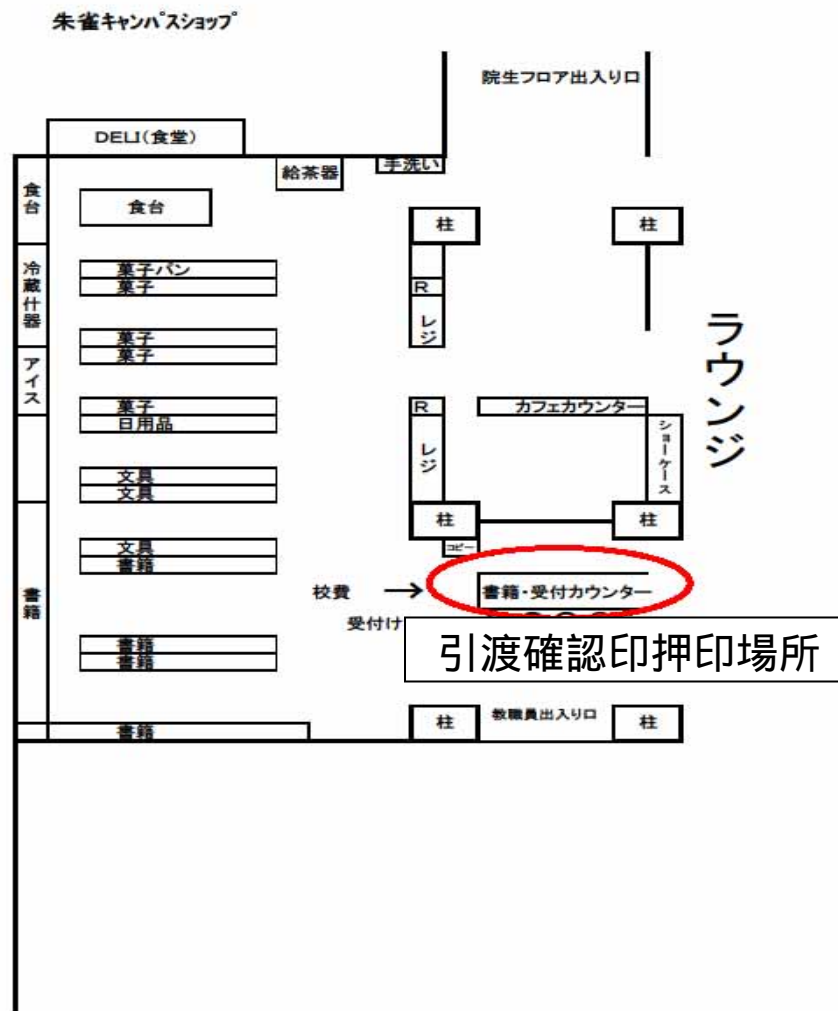 朱雀キャンパスショップ
院生フロア出入り口
DELI(食堂)
給茶器
手洗い
食台
食台
柱
柱
冷蔵什器
菓子パン
菓子
R
レジ
菓子
菓子
ラウンジ
アイス
菓子
日用品
R
レジ
カフェカウンター
ショーケース
文具
文具
柱
柱
コピー
文具
書籍
書籍
校費
書籍・受付カウンター
受付け
引渡確認印押印場所
書籍
書籍
柱
教職員出入り口
柱
書籍